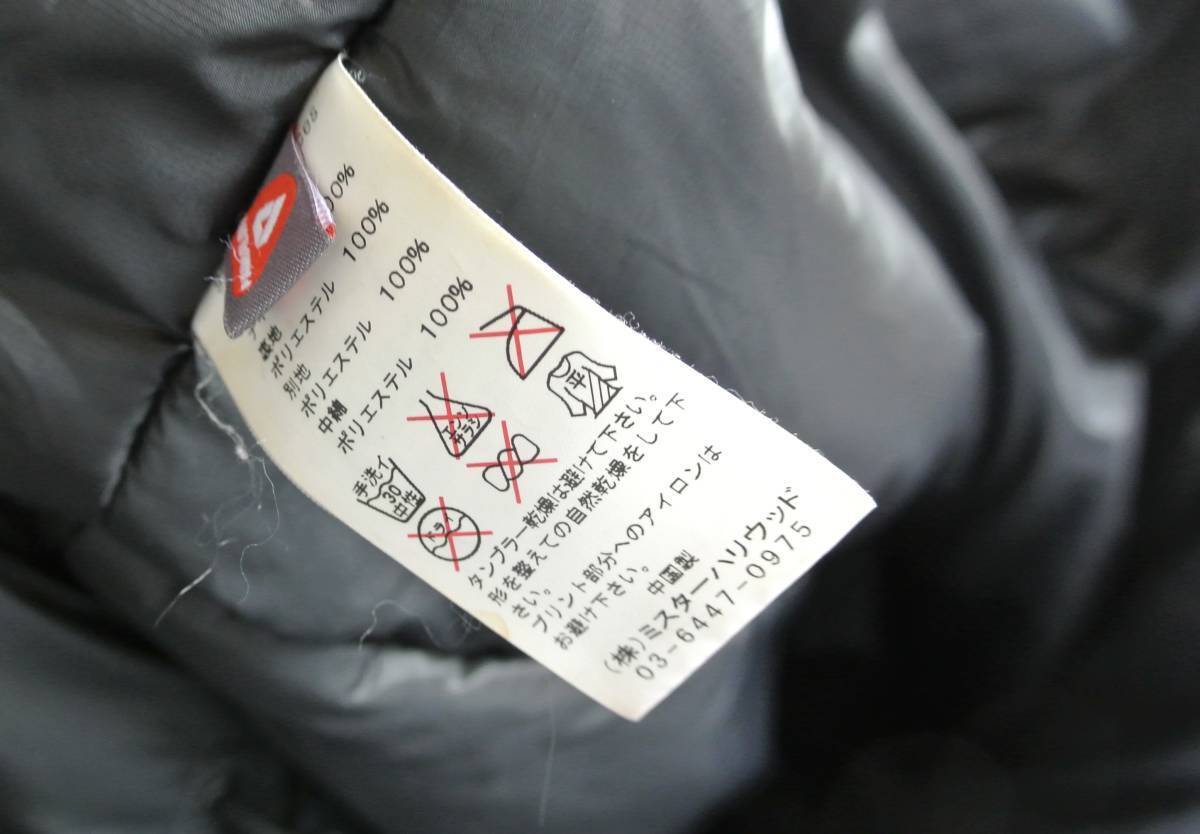 00%
裏地
ポリエステル 100%
別地
ポリエステル 100%
中綿
ポリエステル 100%
エンソ
サラシ
平
手洗イ
30
中性
ドライ
タンブラー乾燥は避けて下さい。
形を整えての自然乾燥をして下
さい。
プリント部分へのアイロンは
お避け下さい。
中国製
(株)ミスターハリウッド
03-6447-0975